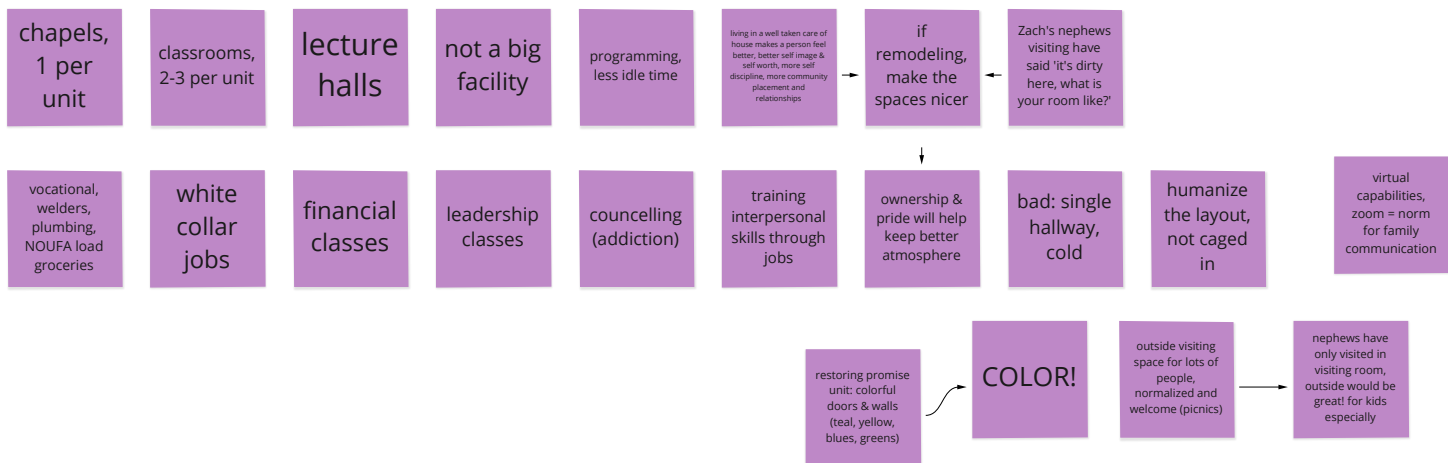 chapels,
1 per
unit
classrooms,
2-3 per unit
lecture
halls
not a big
facility
programming,
less idle time
living in a well taken care of
house makes a person feel
better, better self image &
self worth, more self
discipline, more community
placement and
relationships
if
remodeling,
make the
spaces nicer
Zach's nephews
visiting have
said 'it's dirty
here, what is
your room like?'
vocational,
welders,
plumbing,
NOUFA load
groceries
white
collar
jobs
financial
classes
leadership
classes
councelling
(addiction)
training
interpersonal
skills through
jobs
ownership &
pride will help
keep better
atmosphere
bad: single
hallway,
cold
humanize
the layout,
not caged
in
virtual
capabilities,
zoom = norm
for family
communication
restoring promise
unit: colorful
doors & walls
(teal, yellow,
blues, greens)
COLOR!
outside visiting
space for lots of
people,
normalized and
welcome (picnics)
nephews have
only visited in
visiting room,
outside would be
great! for kids
especially